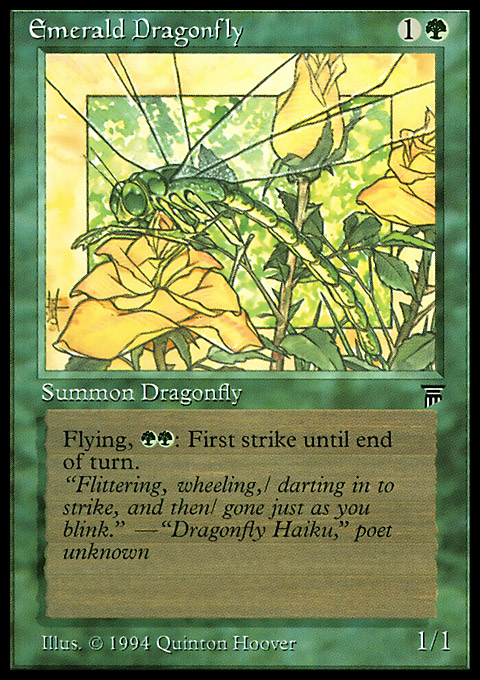 Emerald Dragonfly 1
Summon Dragonfly
Flying, : First strike until end
of turn.
“Flittering, wheeling,/ darting in to
strike, and then/ gone just as you
blink.” —“Dragonfly Haiku,” poet
unknown
Illus. © 1994 Quinton Hoover 1/1